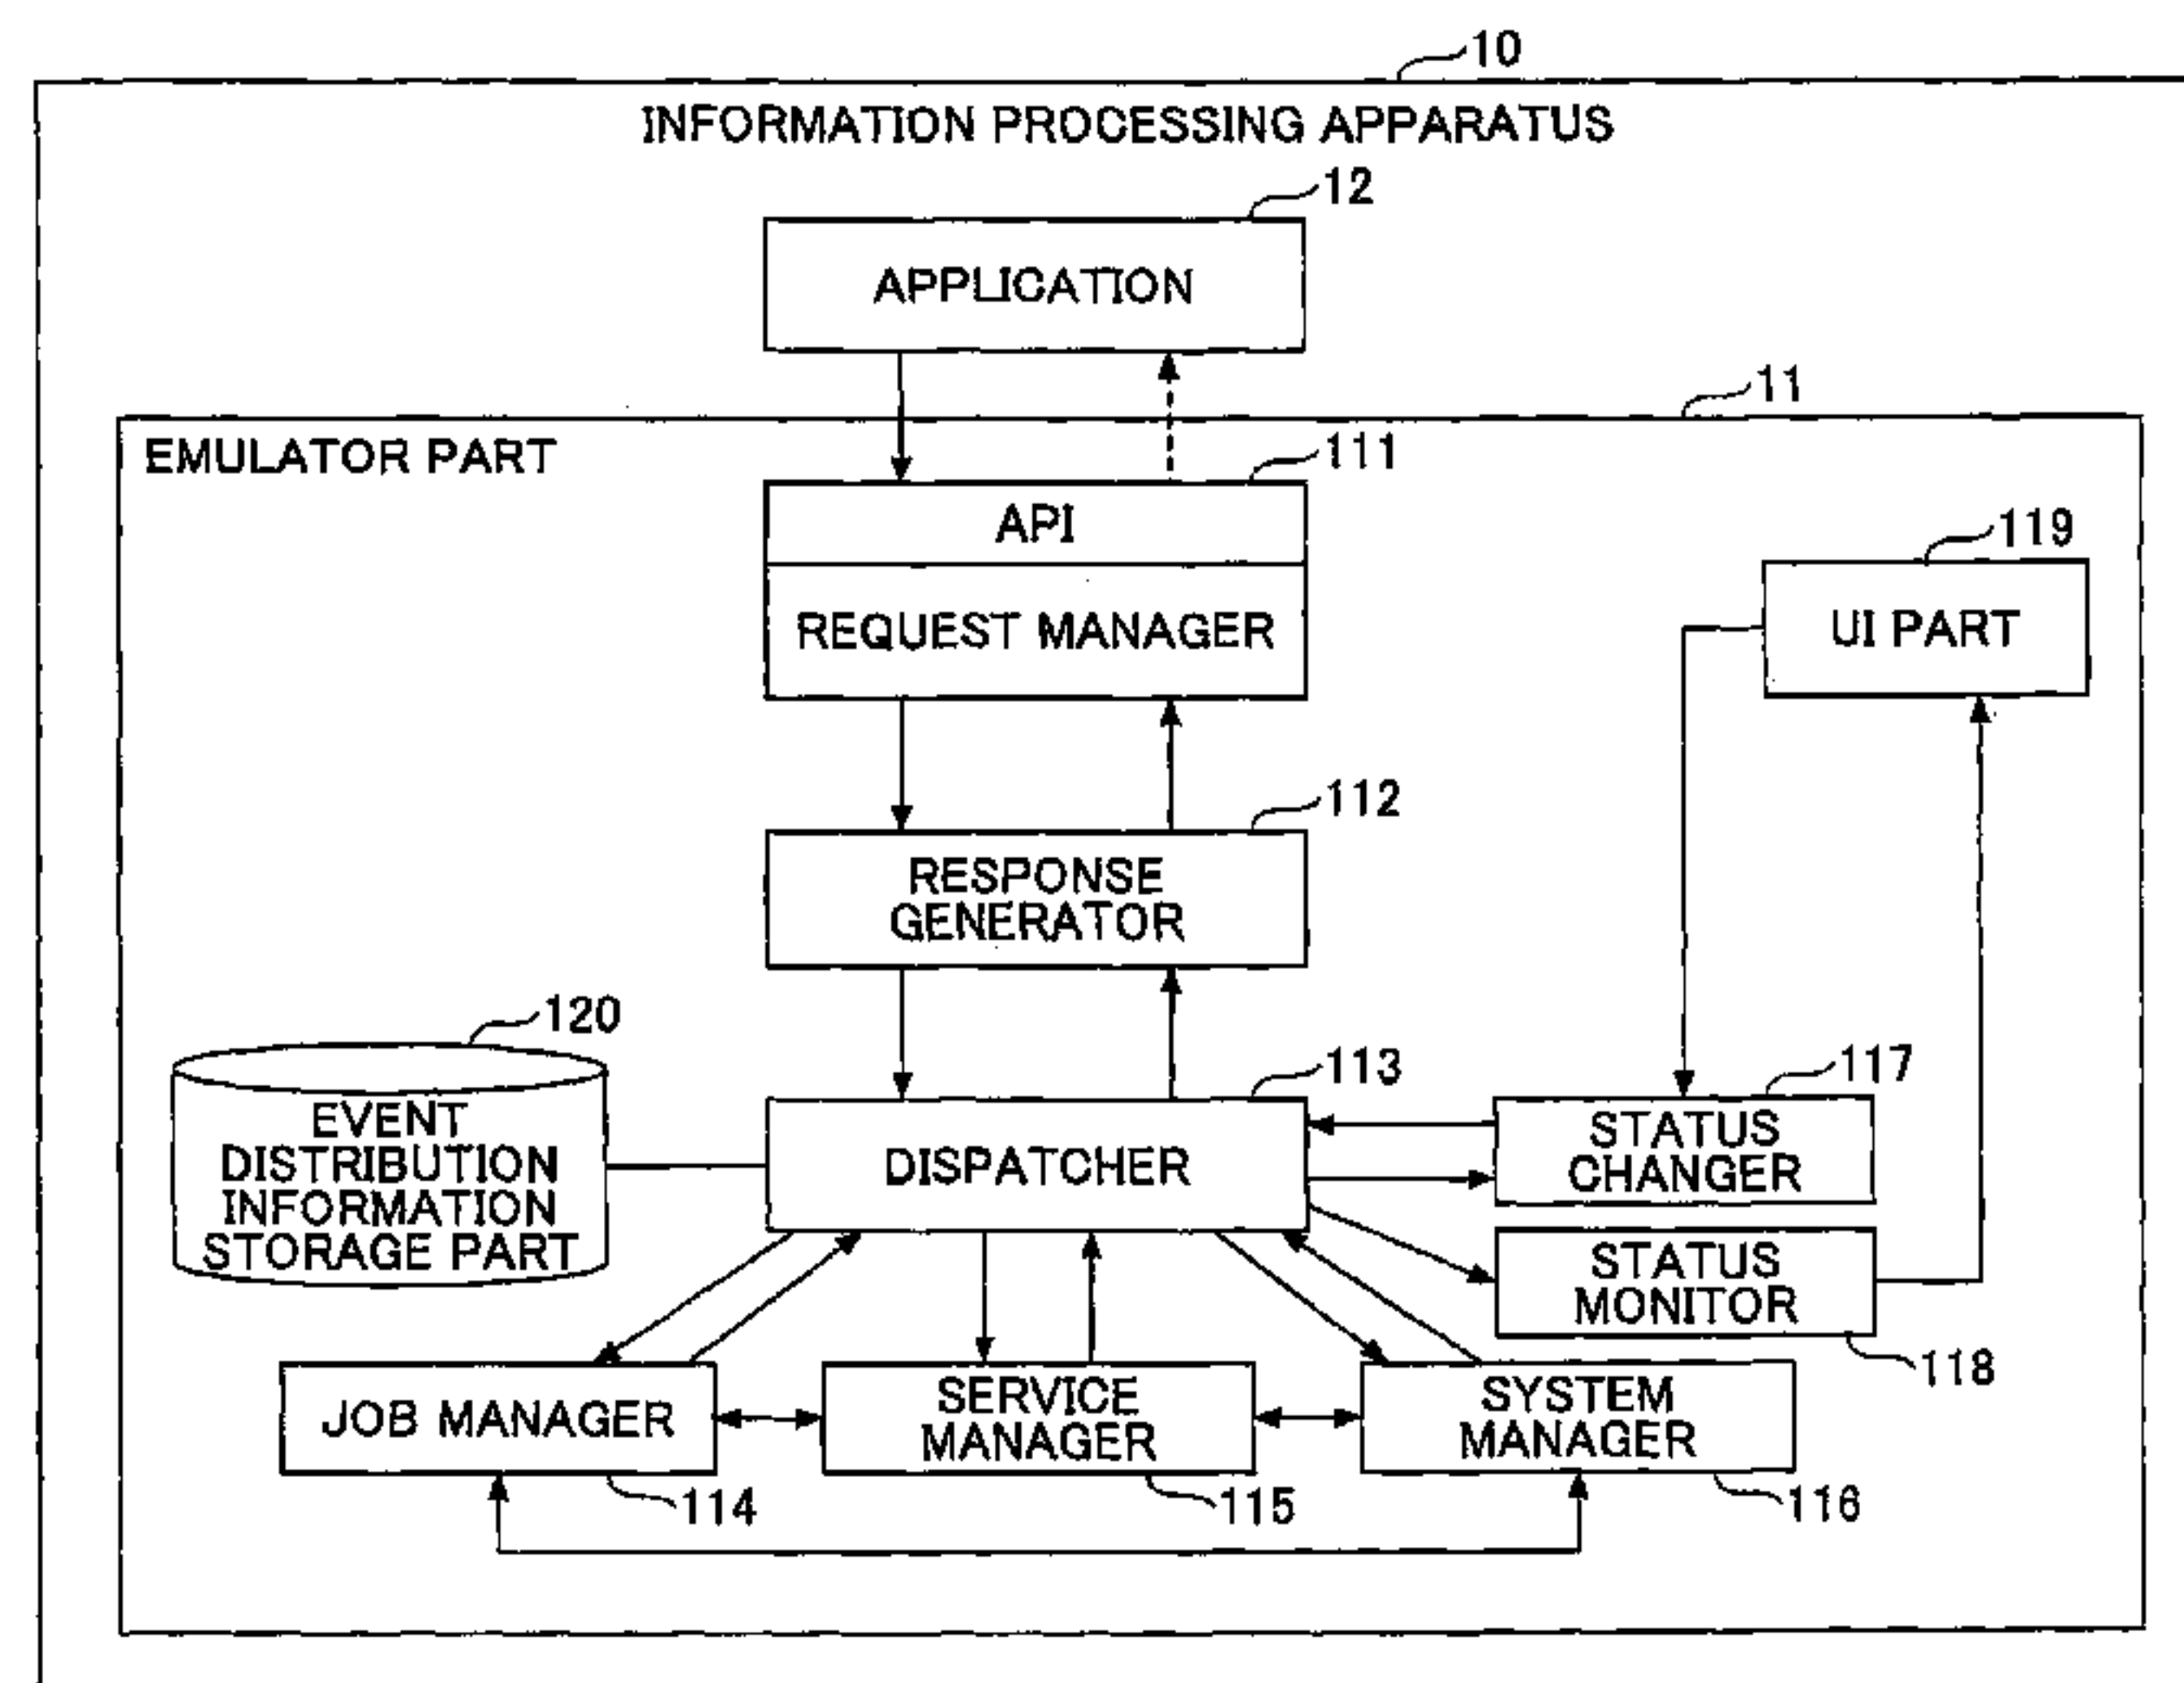 10
INFORMATION PROCESSING APPARATUS
12
APPLICATION
11
EMULATOR PART
111
API
REQUEST MANAGER
119
UI PART
112
RESPONSE
GENERATOR
120
EVENT
DISTRIBUTION
INFORMATION
STORAGE PART
113
DISPATCHER
117
STATUS
CHANGER
STATUS
MONITOR
118
JOB MANAGER
114
SERVICE
MANAGER
115
SYSTEM
MANAGER
116